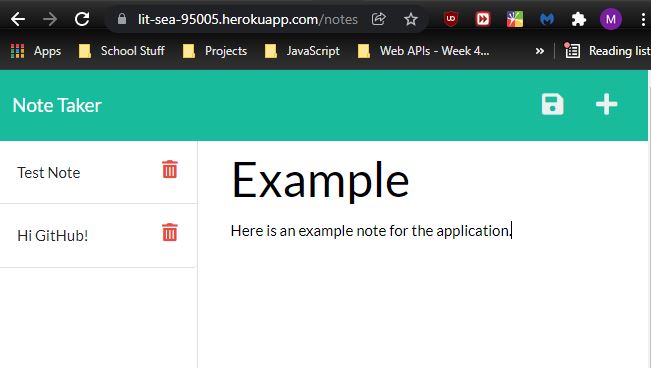 lit-sea-95005.herokuapp.com/notes
M
Apps School Stuff Projects JavaScript Web APIs - Week 4... » Reading list
Note Taker
Test Note
Hi GitHub!
Example
Here is an example note for the application.